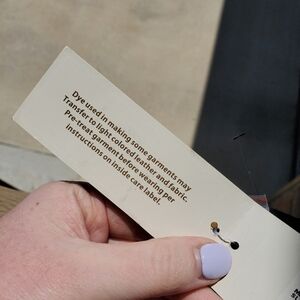 Dye used in making some garments may
Transfer to light colored leather and fabric.
Pre-treat garment before wearing per
instructions on inside care label.